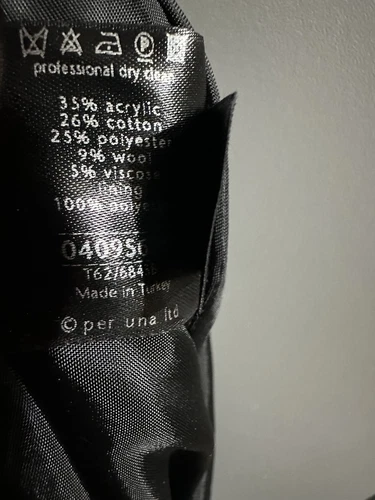 P
professional dry clean
35% acrylic
26% cotton
25% polyester
9% wool
5% viscose
lining
100%
0409
T62/684
Made in Turkey
© per una ltd